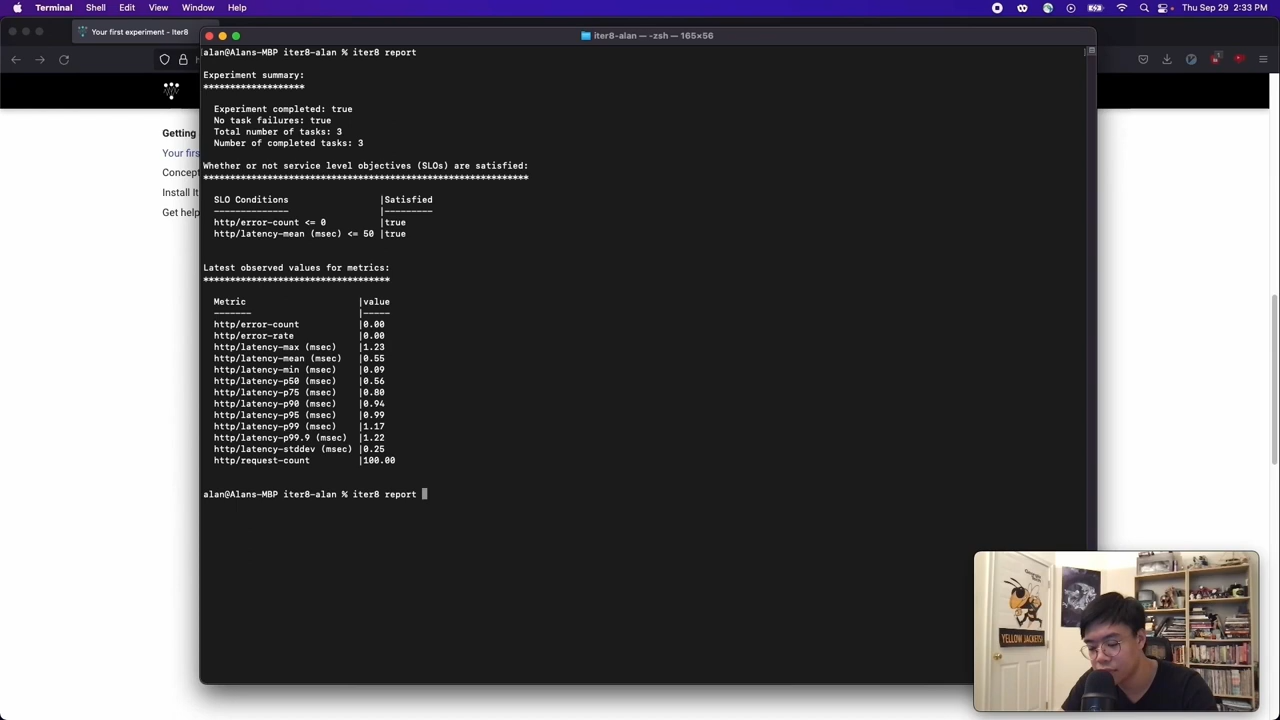 Terminal Shell Edit View Window Help
Thu Sep 29 2:33 PM
Your first experiment - Iter8
iter8-alan — -zsh — 165×56
Getting
Your firs
Concept
Install It
Get help
alan@Alans-MBP iter8-alan % iter8 report
Experiment summary:
*******************
Experiment completed: true
No task failures: true
Total number of tasks: 3
Number of completed tasks: 3
Whether or not service level objectives (SLOs) are satisfied:
*************************************************************
SLO Conditions |Satisfied
-------------- |---------
http/error-count <= 0 |true
http/latency-mean (msec) <= 50 |true
Latest observed values for metrics:
***********************************
Metric |value
------- |-----
http/error-count |0.00
http/error-rate |0.00
http/latency-max (msec) |1.23
http/latency-mean (msec) |0.55
http/latency-min (msec) |0.09
http/latency-p50 (msec) |0.56
http/latency-p75 (msec) |0.80
http/latency-p90 (msec) |0.94
http/latency-p95 (msec) |0.99
http/latency-p99 (msec) |1.17
http/latency-p99.9 (msec) |1.22
http/latency-stddev (msec) |0.25
http/request-count |100.00
alan@Alans-MBP iter8-alan % iter8 report
Georgia
YELLOW JACKETS